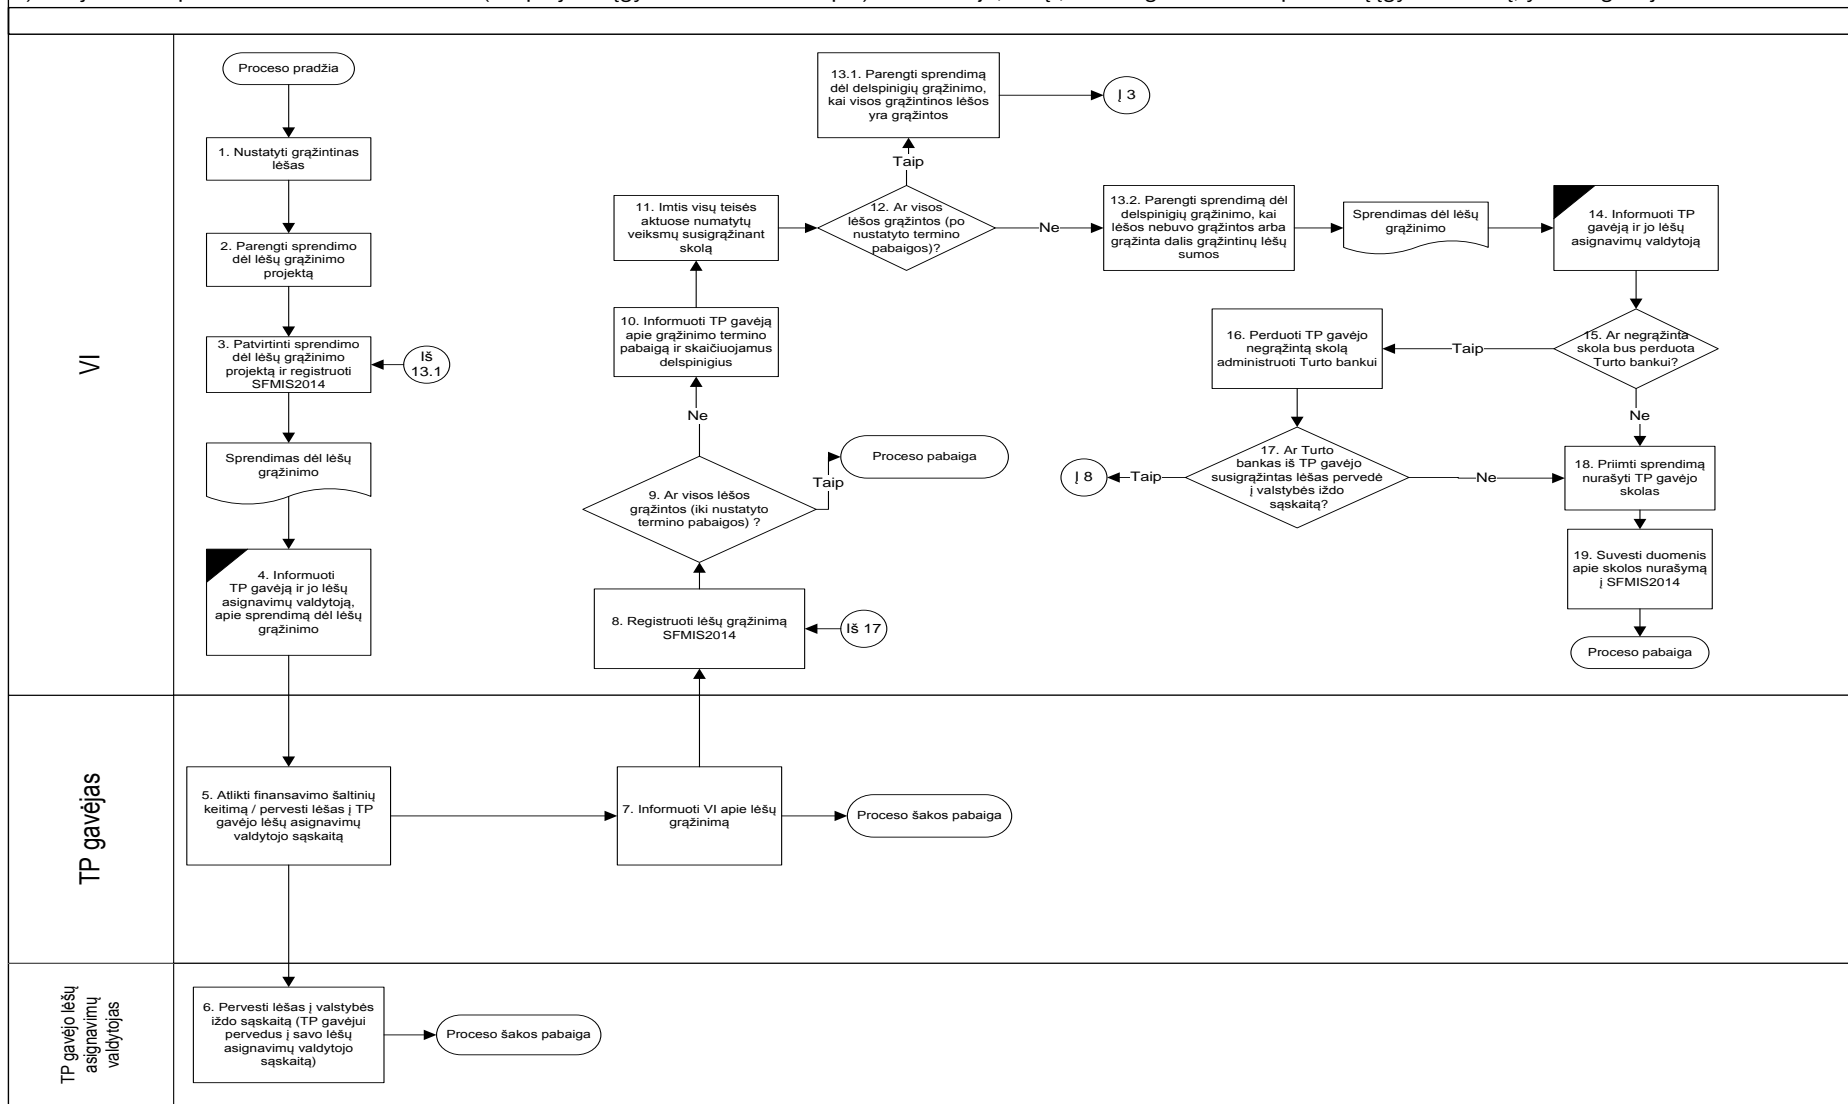 VI
Proceso pradžia
1. Nustatyti grąžintinas
lėšas
2. Parengti sprendimo
dėl lėšų grąžinimo
projektą
3. Patvirtinti sprendimo
dėl lėšų grąžinimo
projektą ir registruoti
SFMIS2014
Iš
13.1
Sprendimas dėl lėšų
grąžinimo
4. Informuoti
TP gavėją ir jo lėšų
asignavimų valdytoją,
apie sprendimą dėl lėšų
grąžinimo
13.1. Parengti sprendimą
dėl delspinigių grąžinimo,
kai visos grąžintinos lėšos
yra grąžintos
Į 3
Taip
11. Imtis visų teisės
aktuose numatytų
veiksmų susigrąžinant
skolą
12. Ar visos
lėšos grąžintos (po
nustatyto termino
pabaigos)?
Ne
13.2. Parengti sprendimą dėl
delspinigių grąžinimo, kai
lėšos nebuvo grąžintos arba
grąžinta dalis grąžintinų lėšų
sumos
Sprendimas dėl lėšų
grąžinimo
14. Informuoti TP
gavėją ir jo lėšų
asignavimų valdytoją
10. Informuoti TP gavėją
apie grąžinimo termino
pabaigą ir skaičiuojamus
delspinigius
Ne
9. Ar visos lėšos
grąžintos (iki nustatyto
termino pabaigos) ?
Taip
Proceso pabaiga
8. Registruoti lėšų grąžinimą
SFMIS2014
Iš 17
15. Ar negrąžinta
skola bus perduota
Turto bankui?
Taip
16. Perduoti TP gavėjo
negrąžintą skolą
administruoti Turto bankui
Ne
17. Ar Turto
bankas iš TP gavėjo
susigrąžintas lėšas pervedė
į valstybės iždo
sąskaitą?
Taip
Į 8
Ne
18. Priimti sprendimą
nurašyti TP gavėjo
skolas
19. Suvesti duomenis
apie skolos nurašymą
į SFMIS2014
Proceso pabaiga
TP gavėjas
5. Atlikti finansavimo šaltinių
keitimą / pervesti lėšas į TP
gavėjo lėšų asignavimų
valdytojo sąskaitą
7. Informuoti VI apie lėšų
grąžinimą
Proceso šakos pabaiga
TP gavėjo lėšų
asignavimų
valdytojas
6. Pervesti lėšas į valstybės
iždo sąskaitą (TP gavėjui
pervedus į savo lėšų
asignavimų valdytojo
sąskaitą)
Proceso šakos pabaiga